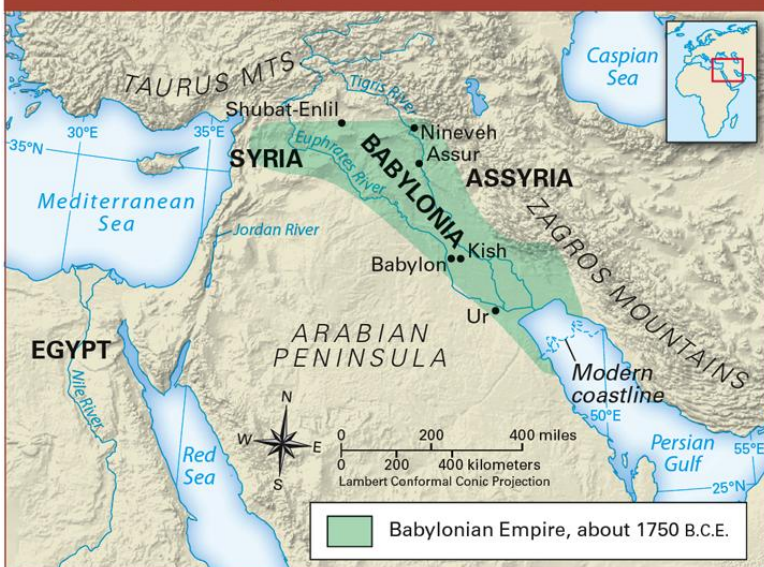 Caspian
Sea
TAURUS MTS
Tigris River
Shubat-Enlil
30°E
35°E
Nineveh
35°N
Euphrates River
Assur
SYRIA
BABYLONIA
ASSYRIA
Mediterranean
Sea
ZAGROS MOUNTAINS
Jordan River
Kish
Babylon
Ur
ARABIAN
PENINSULA
EGYPT
Modern
coastline
Nile River
N
W
E
S
0 200 400 miles
0 200 400 kilometers
Lambert Conformal Conic Projection
50°E
Red
Sea
Persian
Gulf
55°E
25°N
Babylonian Empire, about 1750 B.C.E.